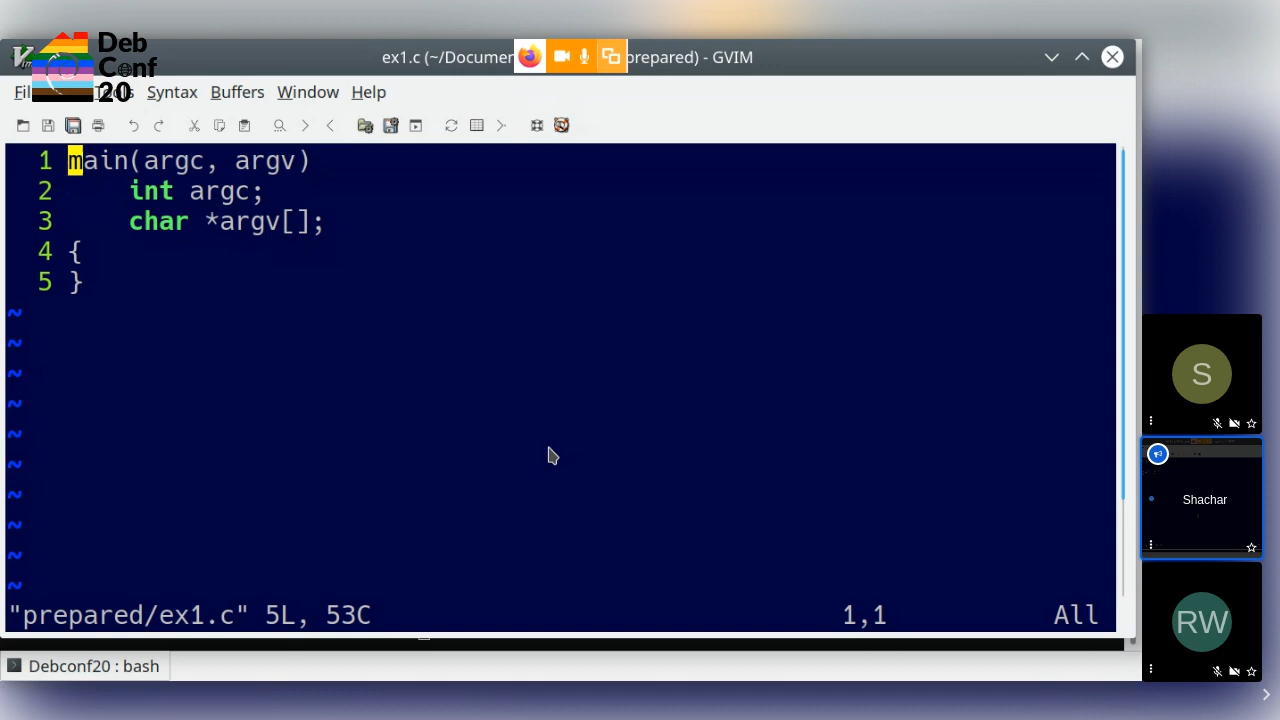 Deb
Conf
20
ex1.c (~/Documen
prepared) - GVIM
Fil
Tools Syntax Buffers Window Help
1 main(argc, argv)
2     int argc;
3     char *argv[];
4 {
5 }
~
~
~
~
~
~
~
~
~
~
"prepared/ex1.c" 5L, 53C 1,1 All
Debconf20 : bash
S
Shachar
RW